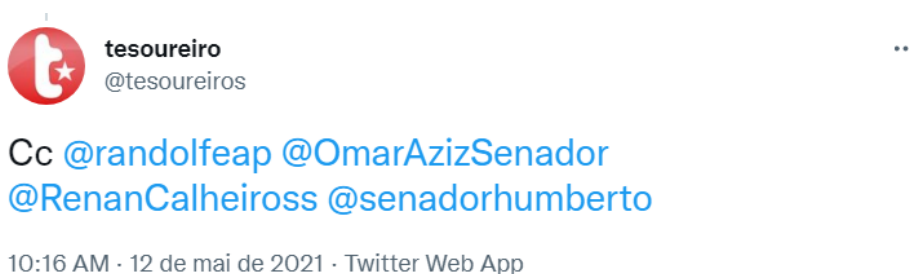 tesoureiro
@tesoureiros
Cc @randolfeap @OmarAzizSenador
@RenanCalheiross @senadorhumberto
10:16 AM · 12 de mai de 2021 · Twitter Web App